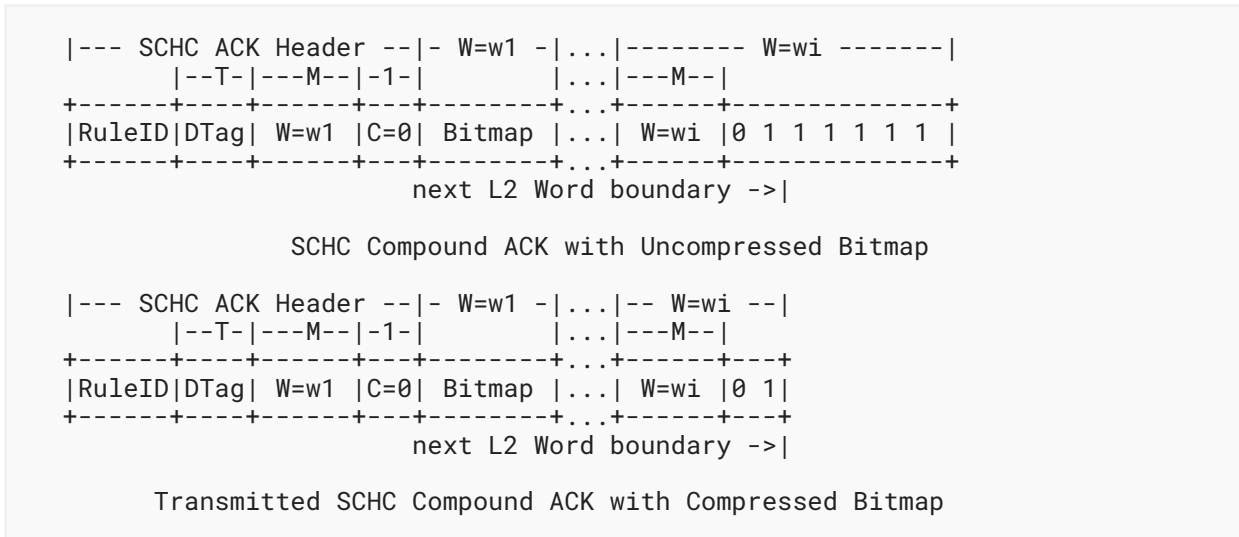 |--- SCHC ACK Header --|- W=w1 -|...|-------- W=wi -------|
       |--T-|---M--|-1-|        |...|---M--|
+------+----+------+---+--------+...+------+--------------+
|RuleID|DTag| W=w1 |C=0| Bitmap |...| W=wi |0 1 1 1 1 1 1 |
+------+----+------+---+--------+...+------+--------------+
                      next L2 Word boundary ->|
SCHC Compound ACK with Uncompressed Bitmap
|--- SCHC ACK Header --|- W=w1 -|...|-- W=wi --|
       |--T-|---M--|-1-|        |...|---M--|
+------+----+------+---+--------+...+------+---+
|RuleID|DTag| W=w1 |C=0| Bitmap |...| W=wi |0 1|
+------+----+------+---+--------+...+------+---+
                      next L2 Word boundary ->|
Transmitted SCHC Compound ACK with Compressed Bitmap